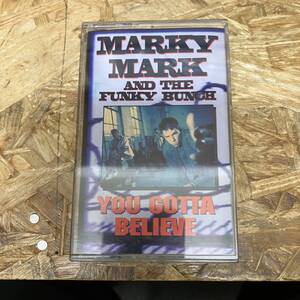 MARKY
MARK
AND THE
FUNKY BUNCH
YOU GOTTA
BELIEVE